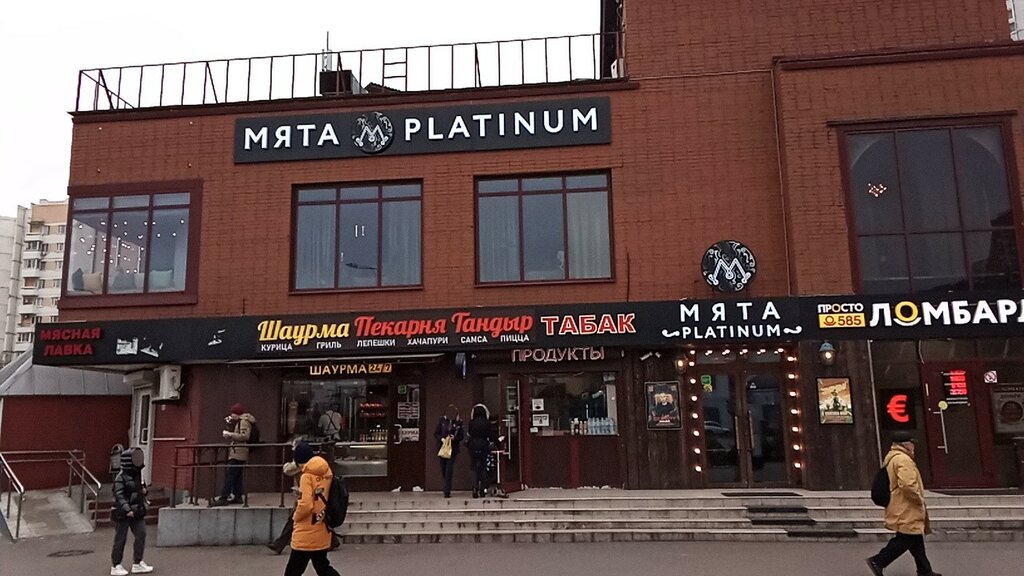 МЯТА M PLATINUM
МЯСНАЯ
ЛАВКА
Шаурма Пекарня Тандыр ТАБАК
КУРИЦА ГРИЛЬ ЛЕПЕШКИ ХАЧАПУРИ САМСА ПИЦЦА
M
МЯТА
PLATINUM
ПРОСТО
585
ЛОМБАРД
ШАУРМА 24/7
ПРОДУКТЫ
€